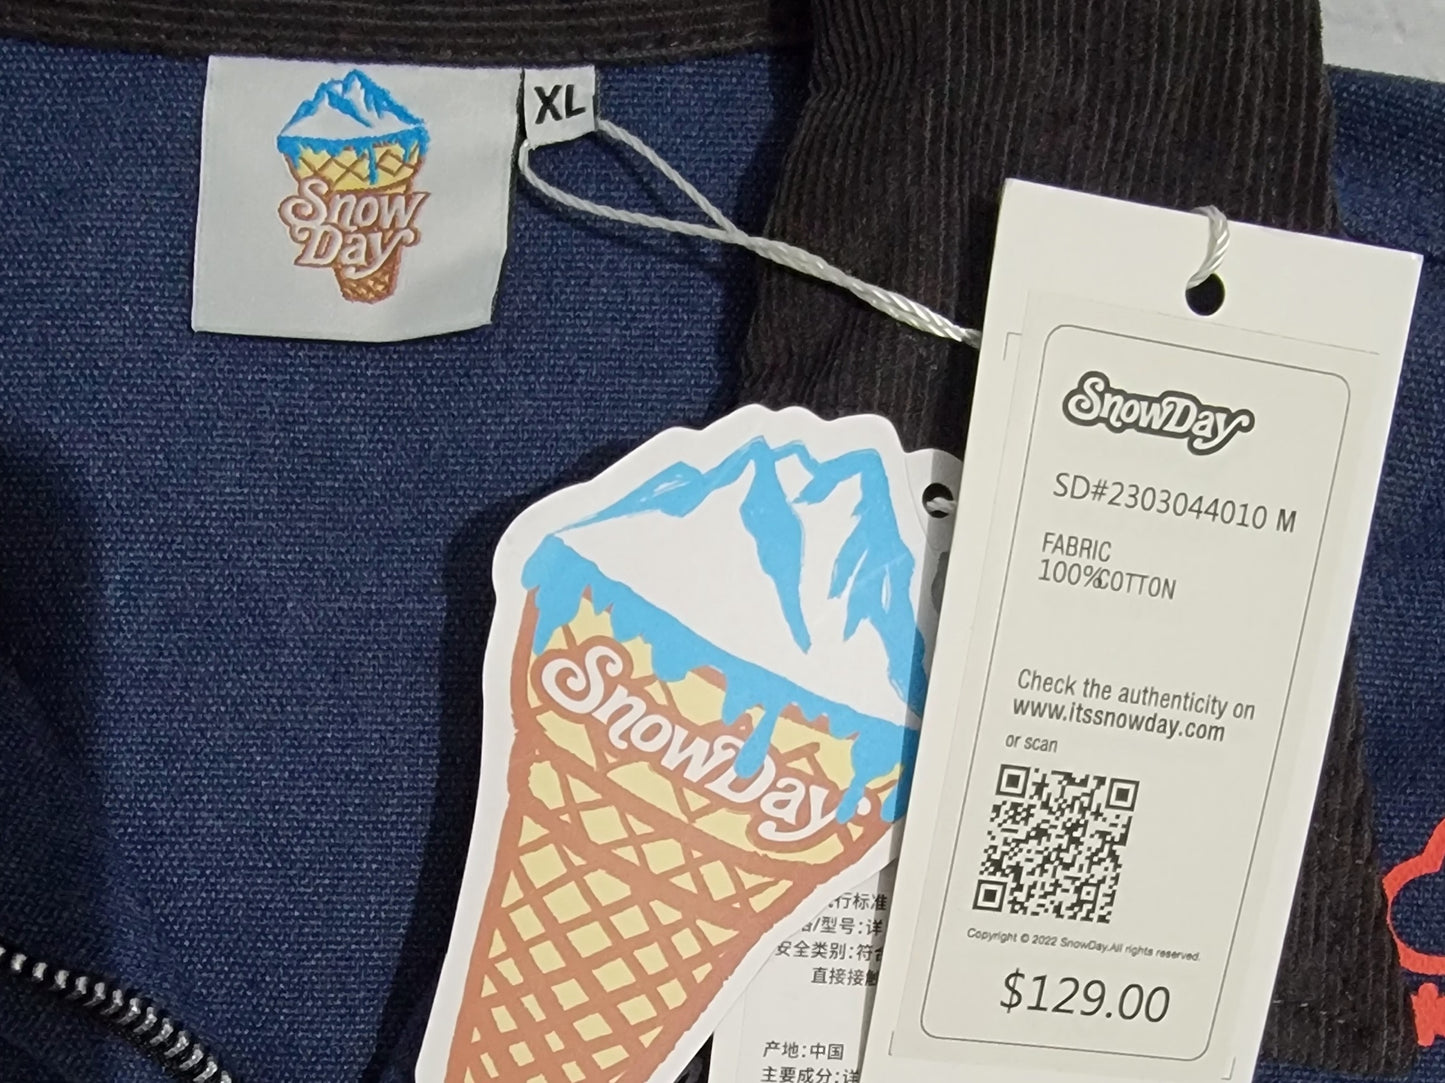 Snow
Day
XL
SnowDay
SD#2303044010 M
FABRIC
100%COTTON
Check the authenticity on
www.itssnowday.com
or scan
Copyright © 2022 SnowDay.All rights reserved.
$129.00
SnowDay
行标准
/型号:详
安全类别:符合
直接接触
产地:中国
主要成分:详